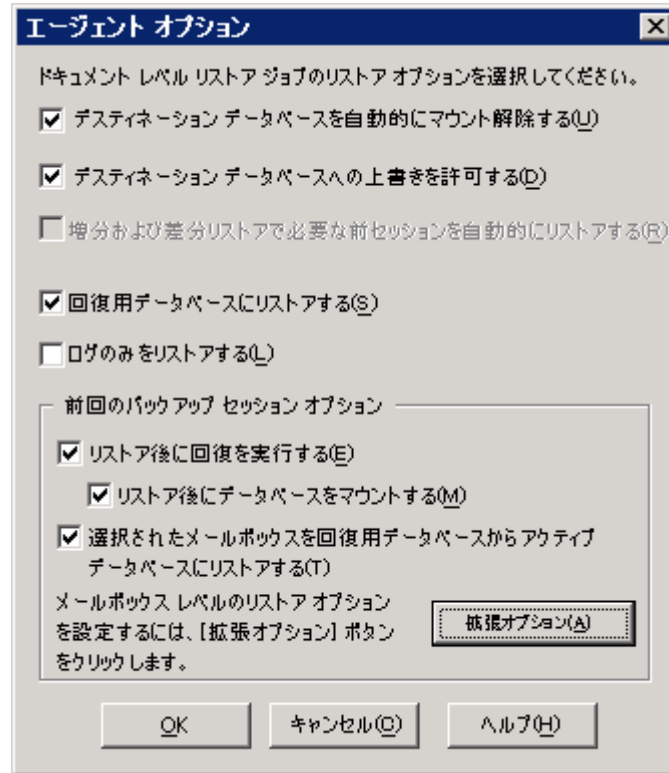 エージェント オプション
ドキュメント レベル リストア ジョブのリストア オプションを選択してください。
デスティネーション データベースを自動的にマウント解除する(U)
デスティネーション データベースへの上書きを許可する(D)
増分および差分リストアで必要な前セッションを自動的にリストアする(R)
回復用データベースにリストアする(S)
ログのみをリストアする(L)
前回のバックアップ セッション オプション
リストア後に回復を実行する(E)
リストア後にデータベースをマウントする(M)
選択されたメールボックスを回復用データベースからアクティブ
データベースにリストアする(T)
メールボックス レベルのリストア オプション
を設定するには、[拡張オプション] ボタン
をクリックします。
拡張オプション(A)
OK
キャンセル(C)
ヘルプ(H)